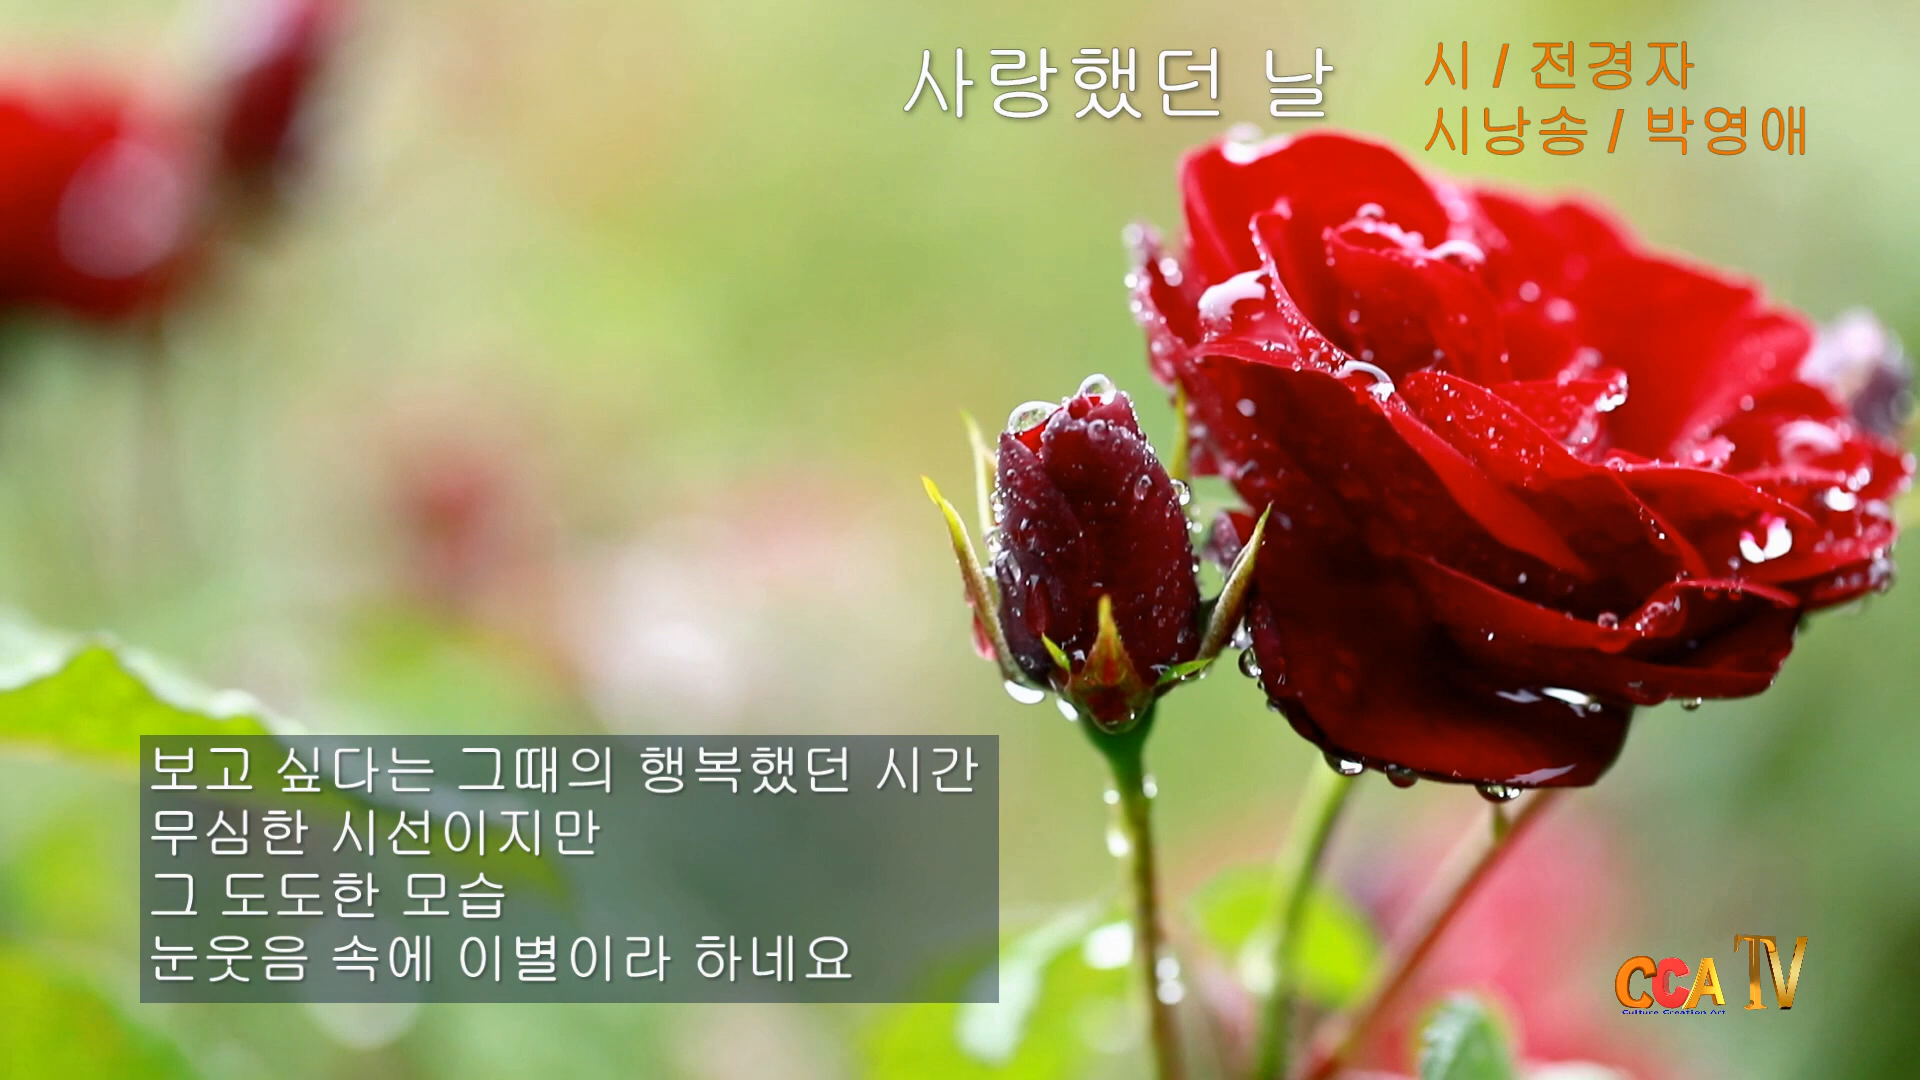 사랑했던 날
시 / 전경자
시낭송 / 박영애
보고 싶다는 그때의 행복했던 시간
무심한 시선이지만
그 도도한 모습
눈웃음 속에 이별이라 하네요
CCA TV
Culture Creation Art